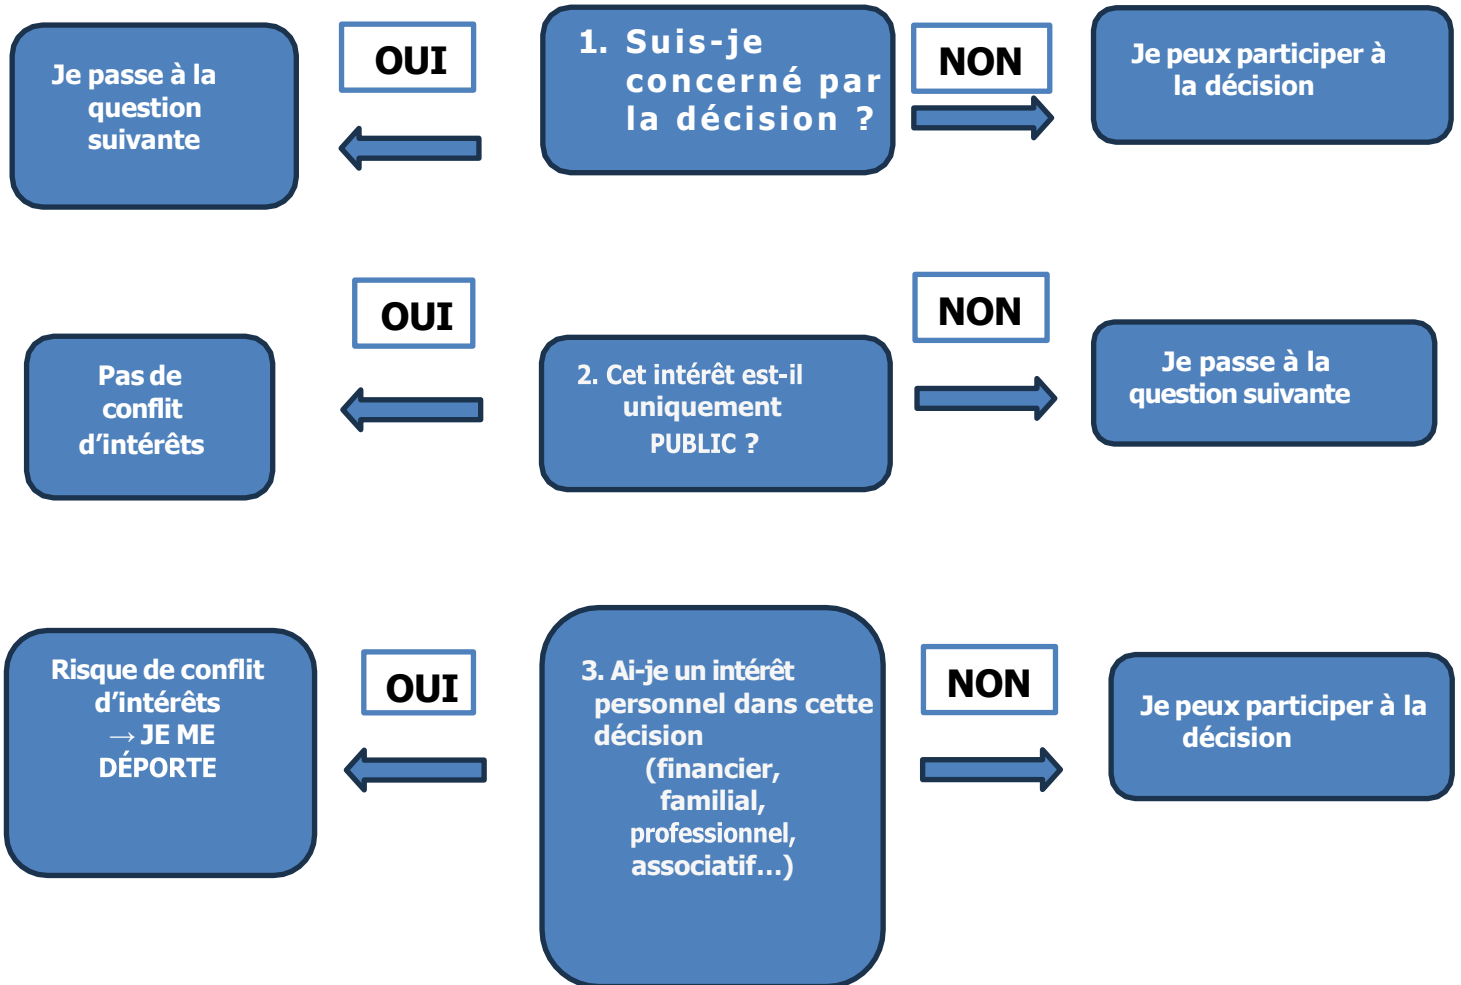 Je passe à la
question
suivante
OUI
1. Suis-je
concerné par
la décision ?
NON
Je peux participer à
la décision
Pas de
conflit
d’intérêts
OUI
2. Cet intérêt est-il
uniquement
PUBLIC ?
NON
Je passe à la
question suivante
Risque de conflit
d’intérêts
→ JE ME
DÉPORTE
OUI
3. Ai-je un intérêt
personnel dans cette
décision
(financier,
familial,
professionnel,
associatif…)
NON
Je peux participer à la
décision